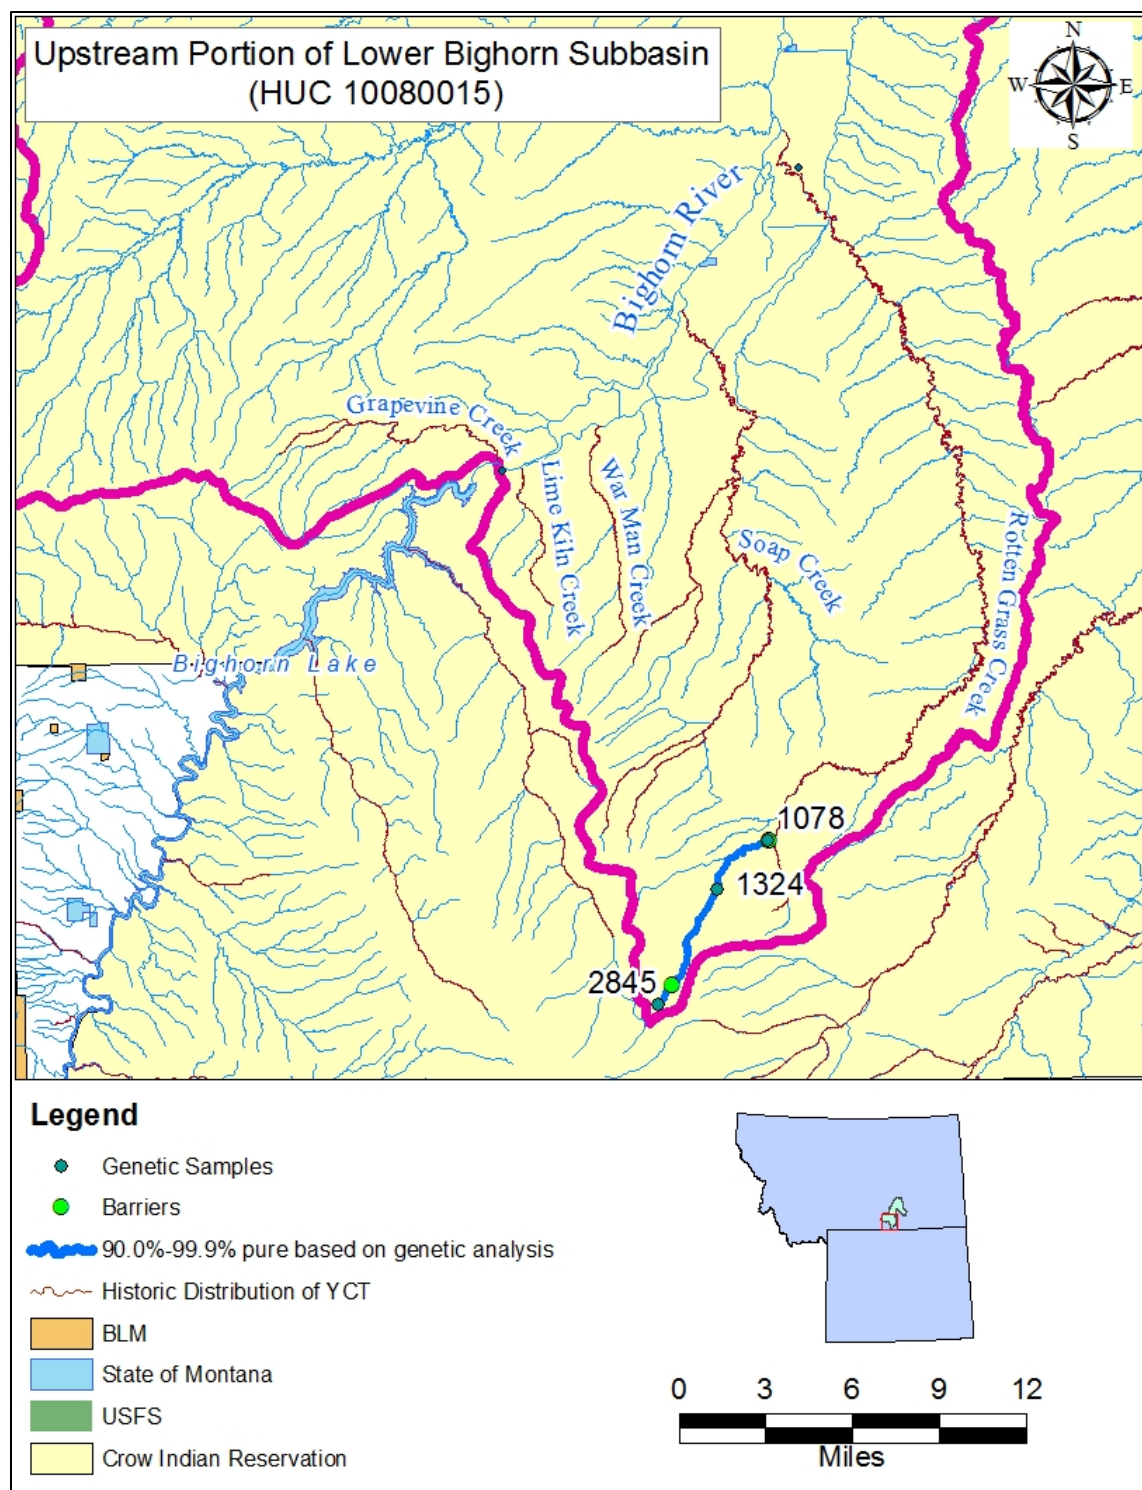 Upstream Portion of Lower Bighorn Subbasin
(HUC 10080015)
N
W E
S
Bighorn River
Grapevine Creek
Lime Kiln Creek
War Man Creek
Soap Creek
Rotten Grass Creek
Bighorn Lake
1078
1324
2845
Legend
Genetic Samples
Barriers
90.0%-99.9% pure based on genetic analysis
Historic Distribution of YCT
BLM
State of Montana
USFS
Crow Indian Reservation
0 3 6 9 12
Miles